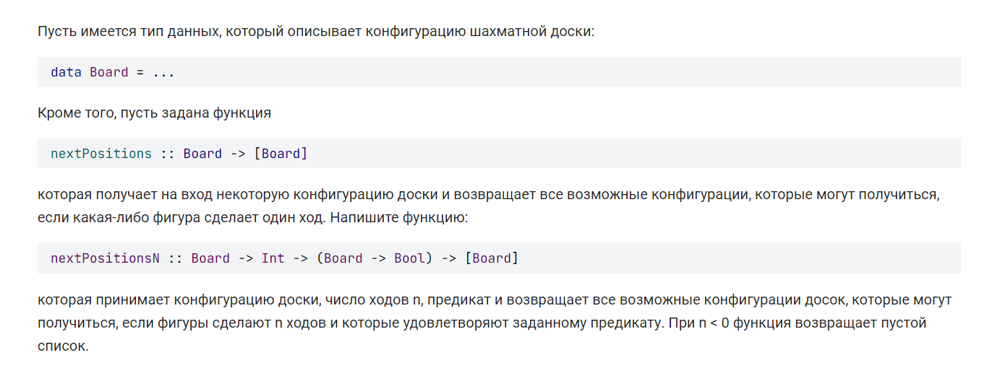 Пусть имеется тип данных, который описывает конфигурацию шахматной доски:
data Board = ...
Кроме того, пусть задана функция
nextPositions :: Board -> [Board]
которая получает на вход некоторую конфигурацию доски и возвращает все возможные конфигурации, которые могут получиться,
если какая-либо фигура сделает один ход. Напишите функцию:
nextPositionsN :: Board -> Int -> (Board -> Bool) -> [Board]
которая принимает конфигурацию доски, число ходов n, предикат и возвращает все возможные конфигурации досок, которые могут
получиться, если фигуры сделают n ходов и которые удовлетворяют заданному предикату. При n < 0 функция возвращает пустой
список.